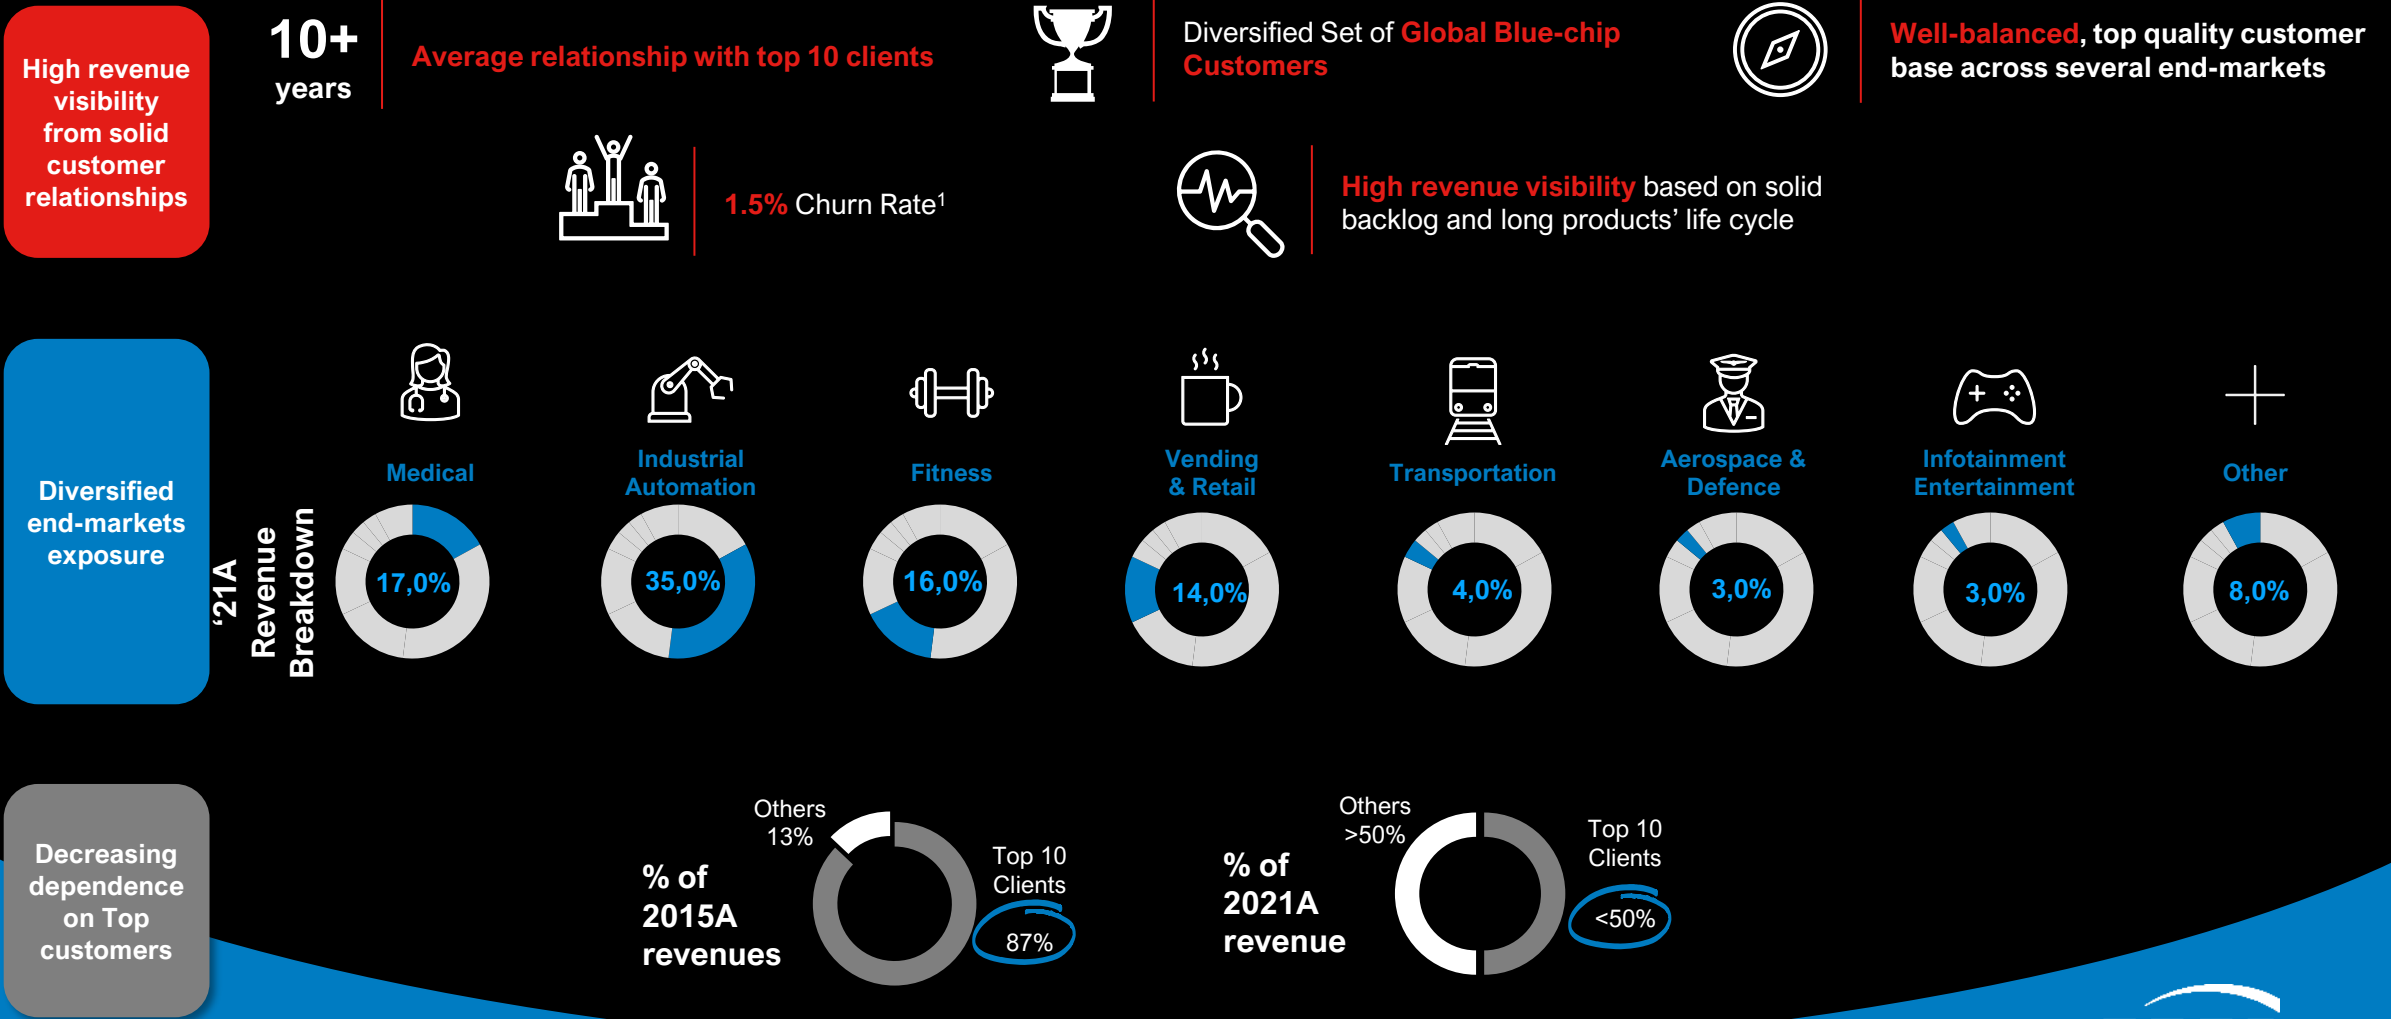 High revenue
visibility
from solid
customer
relationships
10+
years
Average relationship with top 10 clients
Diversified Set of Global Blue-chip
Customers
Well-balanced, top quality customer
base across several end-markets
1.5% Churn Rate¹
High revenue visibility based on solid
backlog and long products’ life cycle
Diversified
end-markets
exposure
‘21A
Revenue
Breakdown
Medical
17,0%
Industrial
Automation
35,0%
Fitness
16,0%
Vending
& Retail
14,0%
Transportation
4,0%
Aerospace &
Defence
3,0%
Infotainment
Entertainment
3,0%
Other
8,0%
Decreasing
dependence
on Top
customers
% of
2015A
revenues
Others
13%
Top 10
Clients
87%
% of
2021A
revenue
Others
>50%
Top 10
Clients
<50%